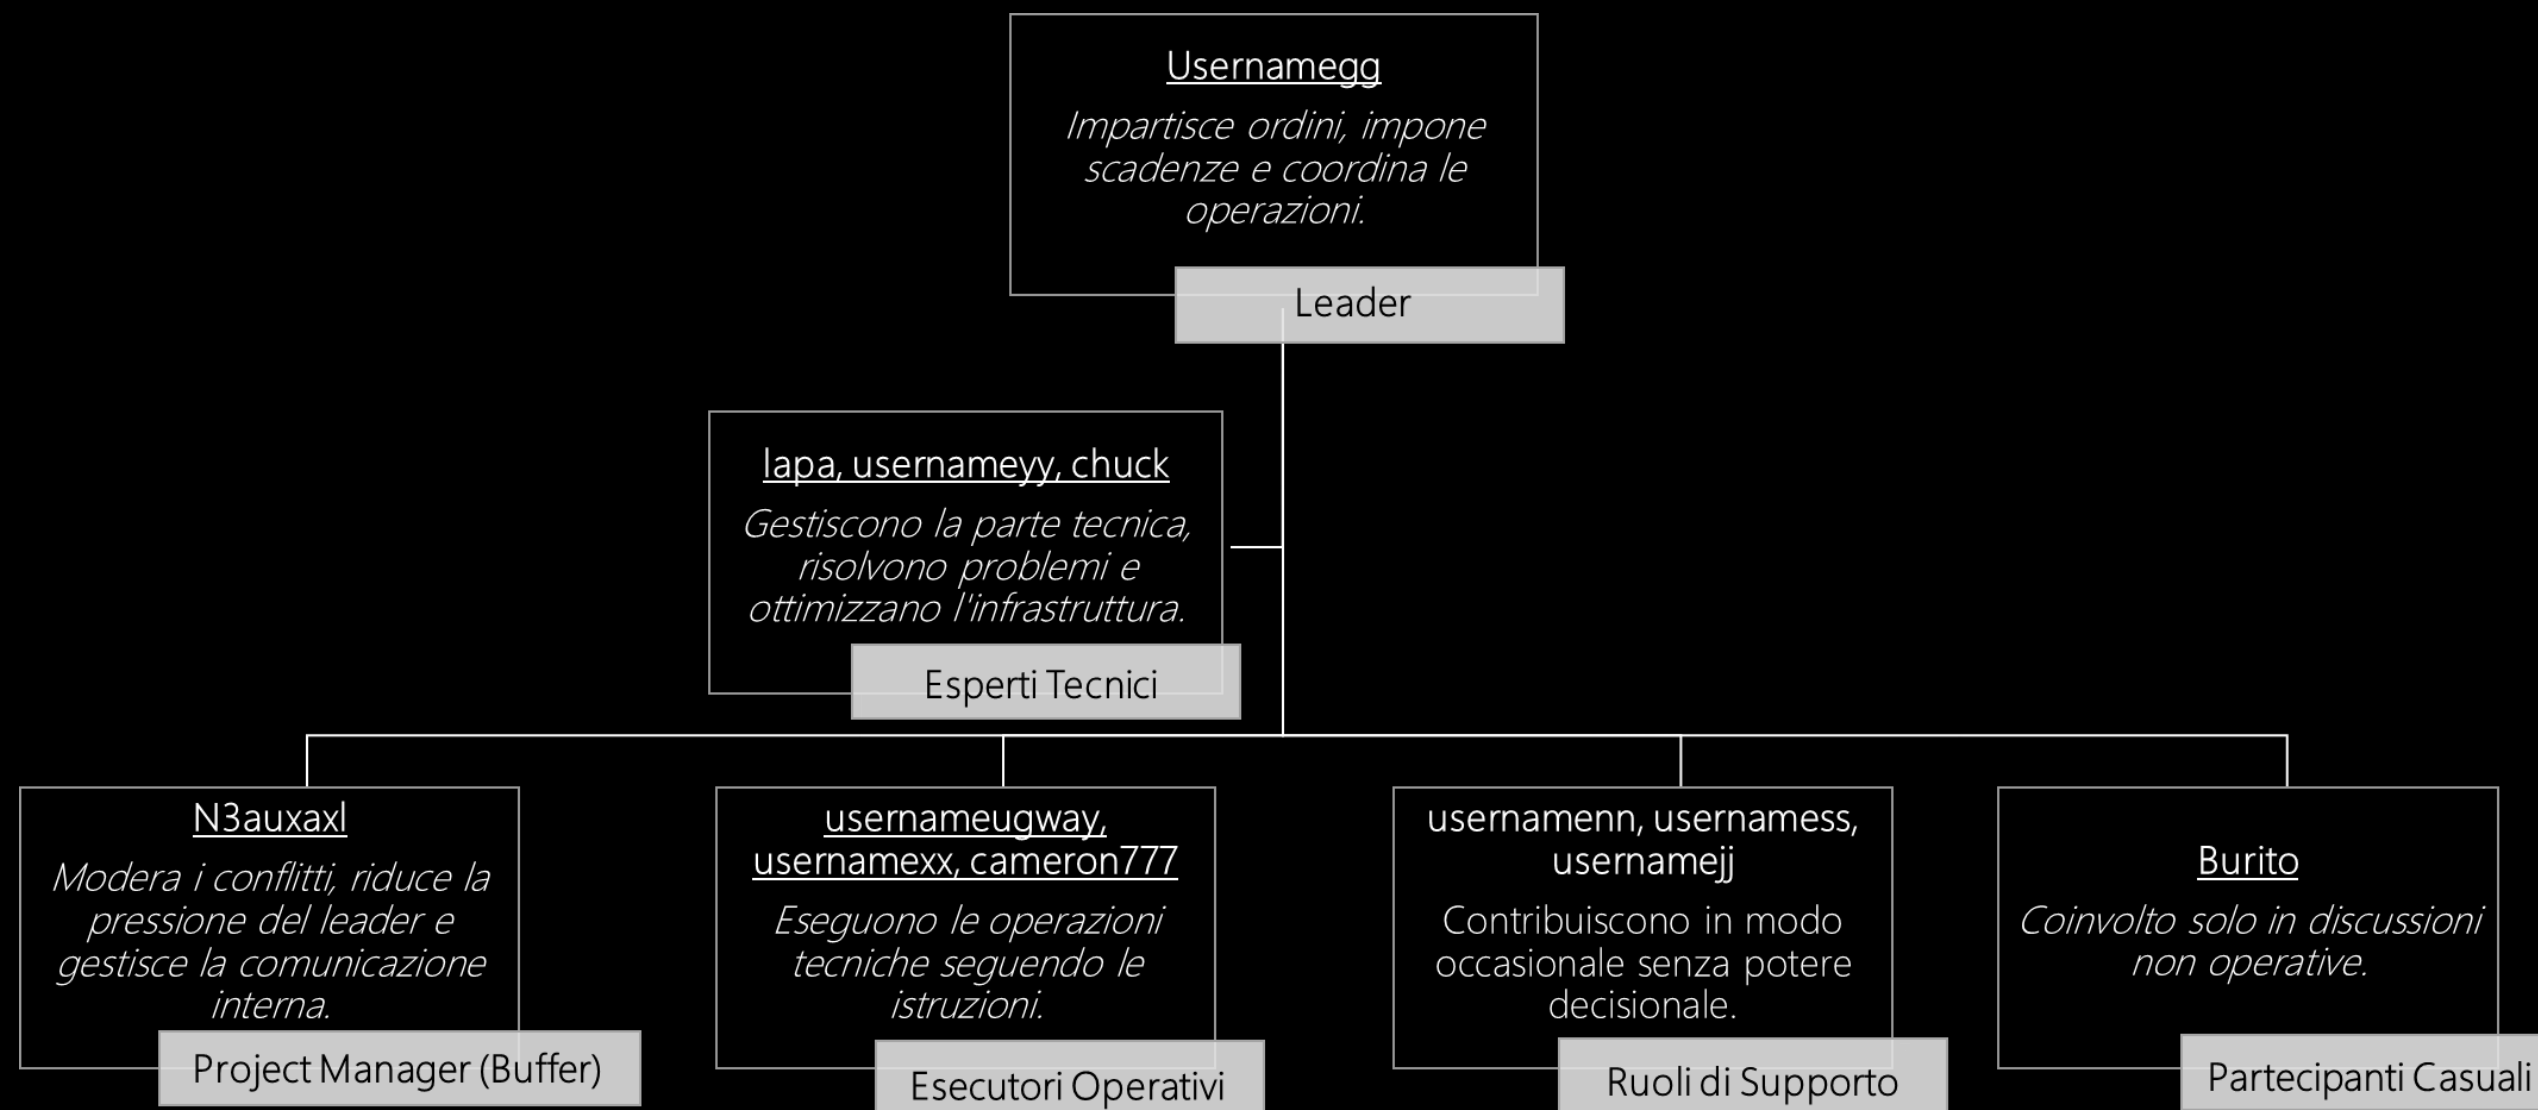 Usernamegg
Impartisce ordini, impone
scadenze e coordina le
operazioni.
Leader
lapa, usernameyy, chuck
Gestiscono la parte tecnica,
risolvono problemi e
ottimizzano l'infrastruttura.
Esperti Tecnici
N3auxaxl
Modera i conflitti, riduce la
pressione del leader e
gestisce la comunicazione
interna.
Project Manager (Buffer)
usernameugway,
usernamexx, cameron777
Eseguono le operazioni
tecniche seguendo le
istruzioni.
Esecutori Operativi
usernamenn, usernamess,
usernamejj
Contribuiscono in modo
occasionale senza potere
decisionale.
Ruoli di Supporto
Burito
Coinvolto solo in discussioni
non operative.
Partecipanti Casuali